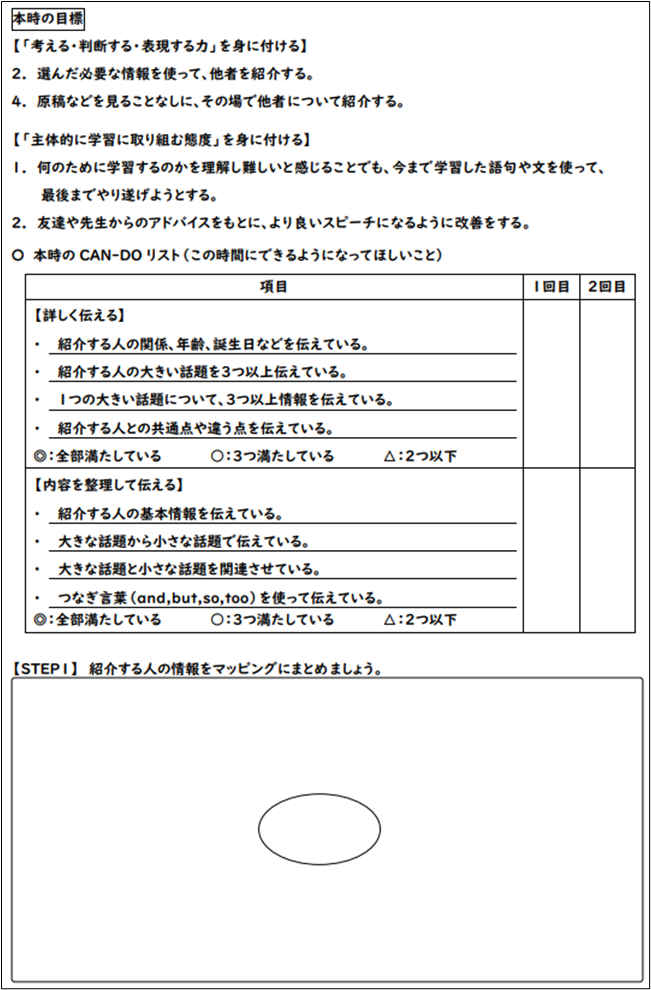 本時の目標
【「考える・判断する・表現する力」を身に付ける】
2．選んだ必要な情報を使って、他者を紹介する。
4．原稿などを見ることなしに、その場で他者について紹介する。
【「主体的に学習に取り組む態度」を身に付ける】
1．何のために学習するのかを理解し難しいと感じることでも、今まで学習した語句や文を使って、
最後までやり遂げようとする。
2．友達や先生からのアドバイスをもとに、より良いスピーチになるように改善をする。
○ 本時の CAN-DO リスト（この時間にできるようになってほしいこと）
項目 1回目 2回目
【詳しく伝える】
・ 紹介する人の関係、年齢、誕生日などを伝えている。
・ 紹介する人の大きい話題を3つ以上伝えている。
・ 1つの大きい話題について、3つ以上情報を伝えている。
・ 紹介する人との共通点や違う点を伝えている。
◎：全部満たしている ○：3つ満たしている △：2つ以下
【内容を整理して伝える】
・ 紹介する人の基本情報を伝えている。
・ 大きな話題から小さな話題で伝えている。
・ 大きな話題と小さな話題を関連させている。
・ つなぎ言葉（and,but,so,too）を使って伝えている。
◎：全部満たしている ○：3つ満たしている △：2つ以下
【STEP1】 紹介する人の情報をマッピングにまとめましょう。